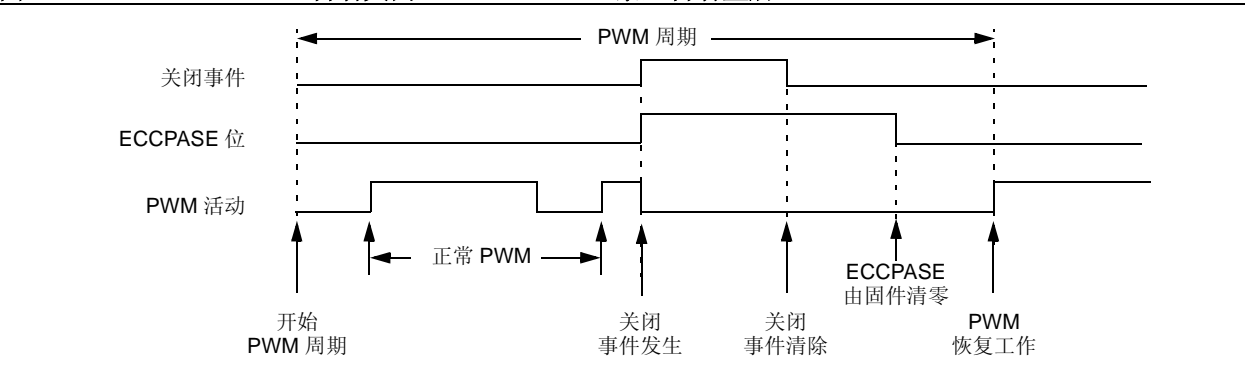 PWM 周期
关闭事件
ECCPASE 位
PWM 活动
正常 PWM
ECCPASE
由固件清零
开始
PWM 周期
关闭
事件发生
关闭
事件清除
PWM
恢复工作